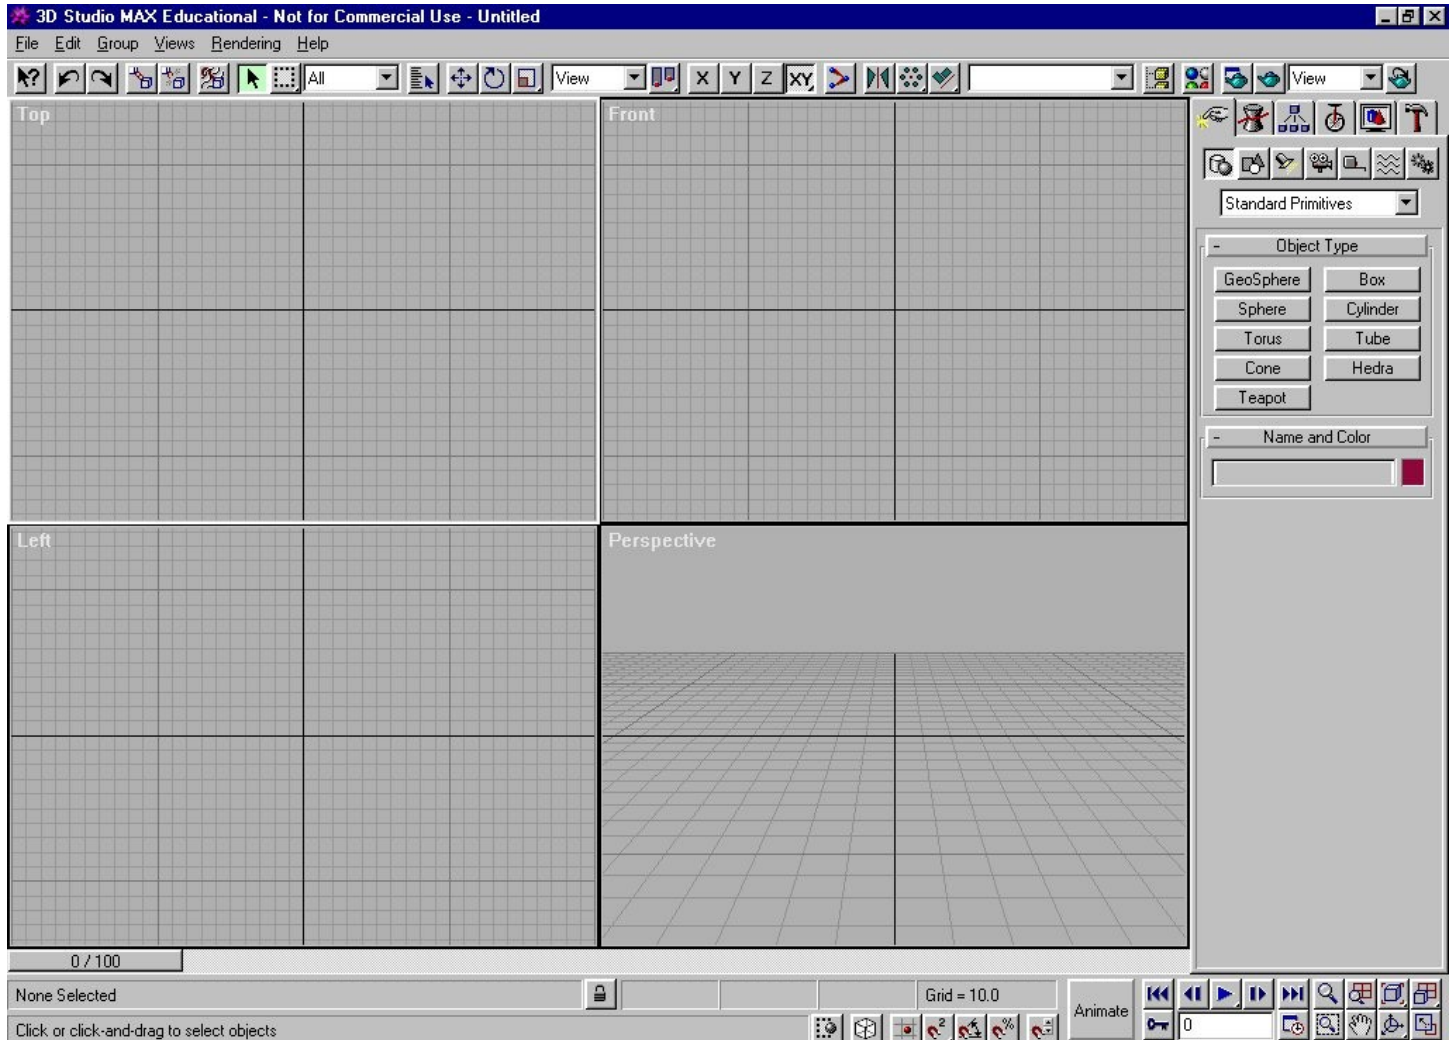 3D Studio MAX Educational - Not for Commercial Use - Untitled
File Edit Group Views Rendering Help
All View X Y Z XY View
Top Front
Standard Primitives
- Object Type
GeoSphere Box
Sphere Cylinder
Torus Tube
Cone Hedra
Teapot
- Name and Color
Left Perspective
0 / 100
None Selected Grid = 10.0
Animate
0
Click or click-and-drag to select objects